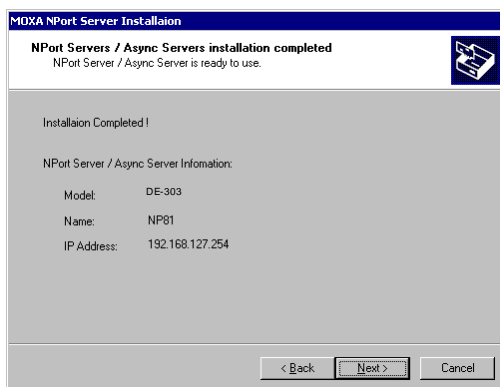 MOXA NPort Server Installaion
NPort Servers / Async Servers installation completed
NPort Server / Async Server is ready to use.
Installaion Completed !
NPort Server / Async Server Infomation:
Model: DE-303
Name: NP81
IP Address: 192.168.127.254
< Back Next > Cancel